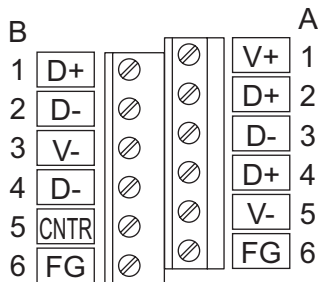 B
1 D+
2 D-
3 V-
4 D-
5 CNTR
6 FG
A
V+ 1
D+ 2
D- 3
D+ 4
V- 5
FG 6